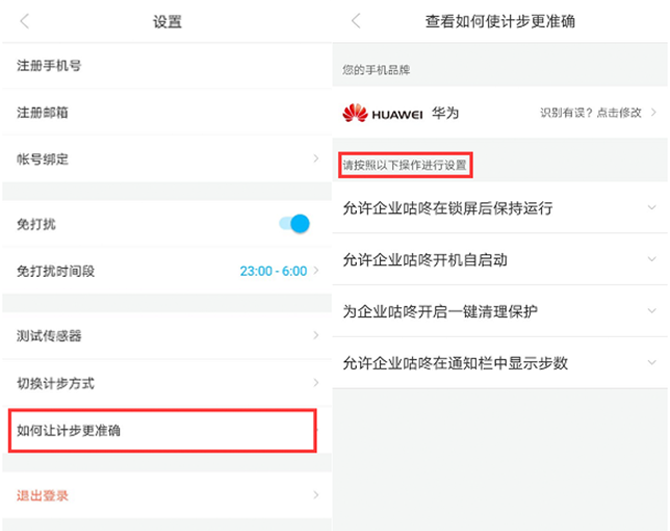 设置
注册手机号
注册邮箱
帐号绑定
免打扰
免打扰时间段 23:00 - 6:00
测试传感器
切换计步方式
如何让计步更准确
退出登录
查看如何使计步更准确
您的手机品牌
HUAWEI 华为 识别有误？点击修改
请按照以下操作进行设置
允许企业咕咚在锁屏后保持运行
允许企业咕咚开机自启动
为企业咕咚开启一键清理保护
允许企业咕咚在通知栏中显示步数